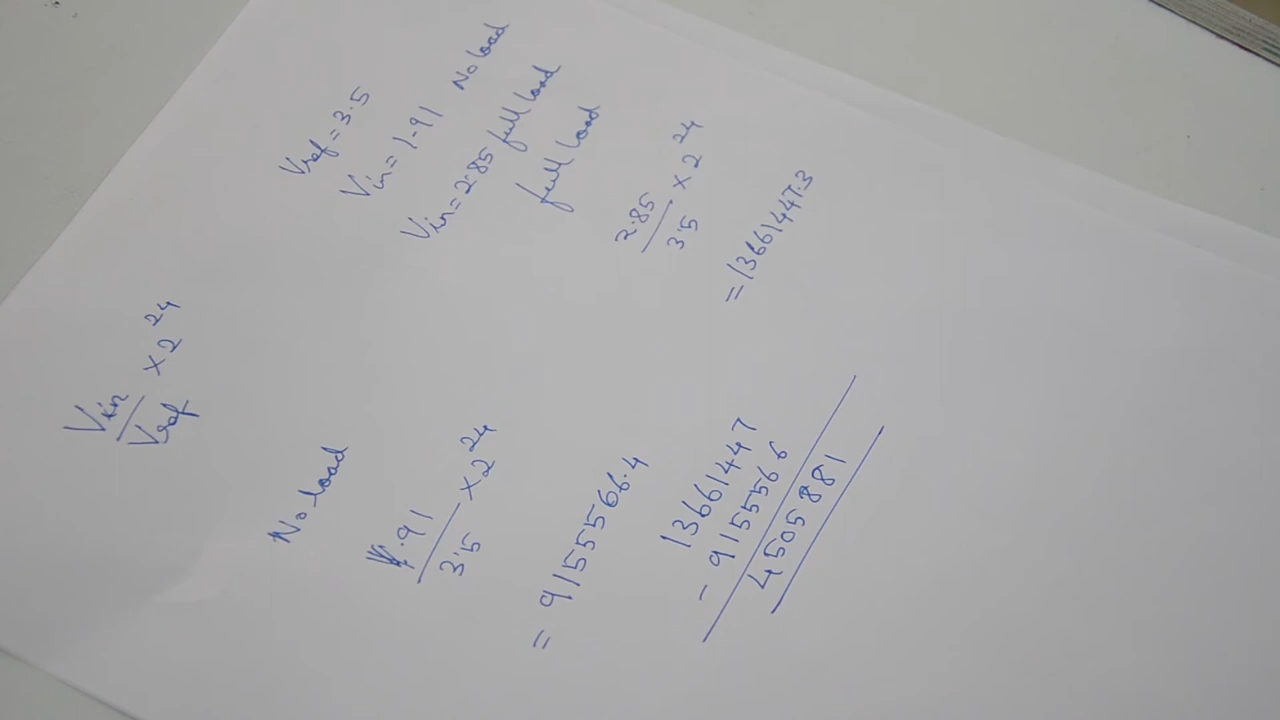 Vin/Vref × 2^24
Vref = 3.5
Vin = 1.91 No load
Vin = 2.85 full load
full load
2.85/3.5 × 2^24
= 13661447.3
No load
1.91/3.5 × 2^24
= 9155566.4
13661447
- 9155566
4505881